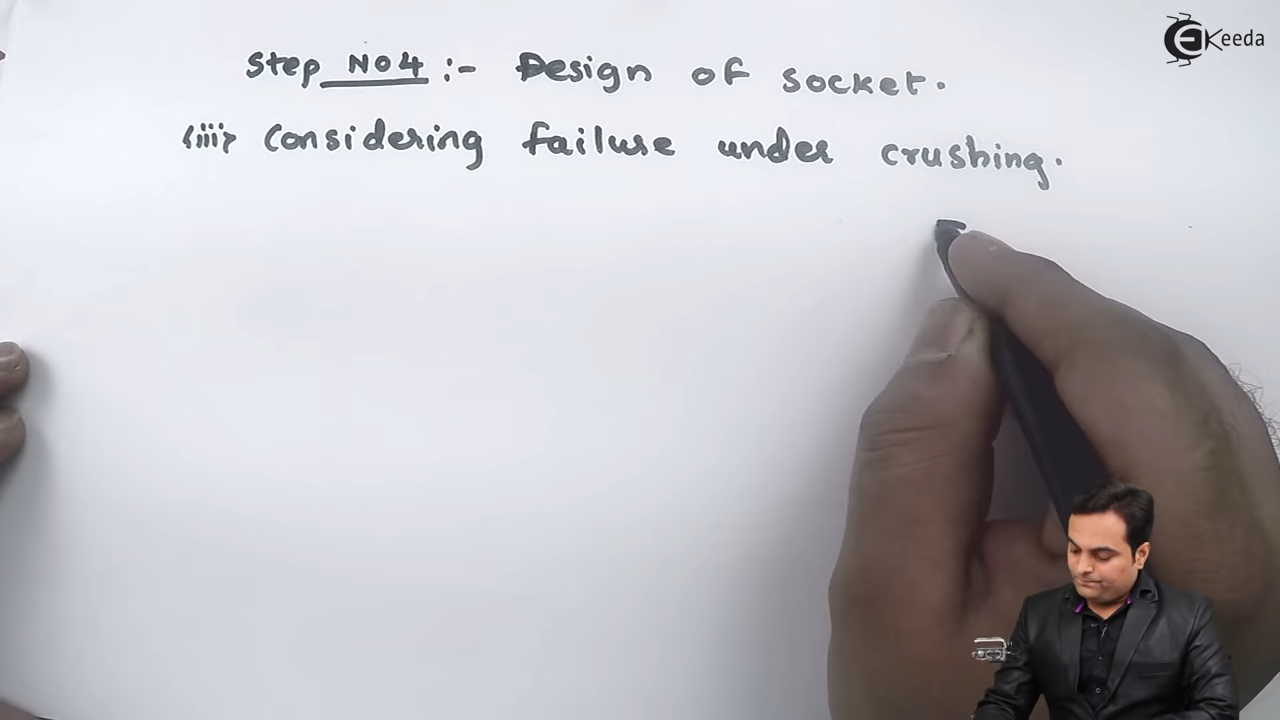 Step No 4 :- Design of socket.
(iii) Considering failure under crushing.
EKeeda